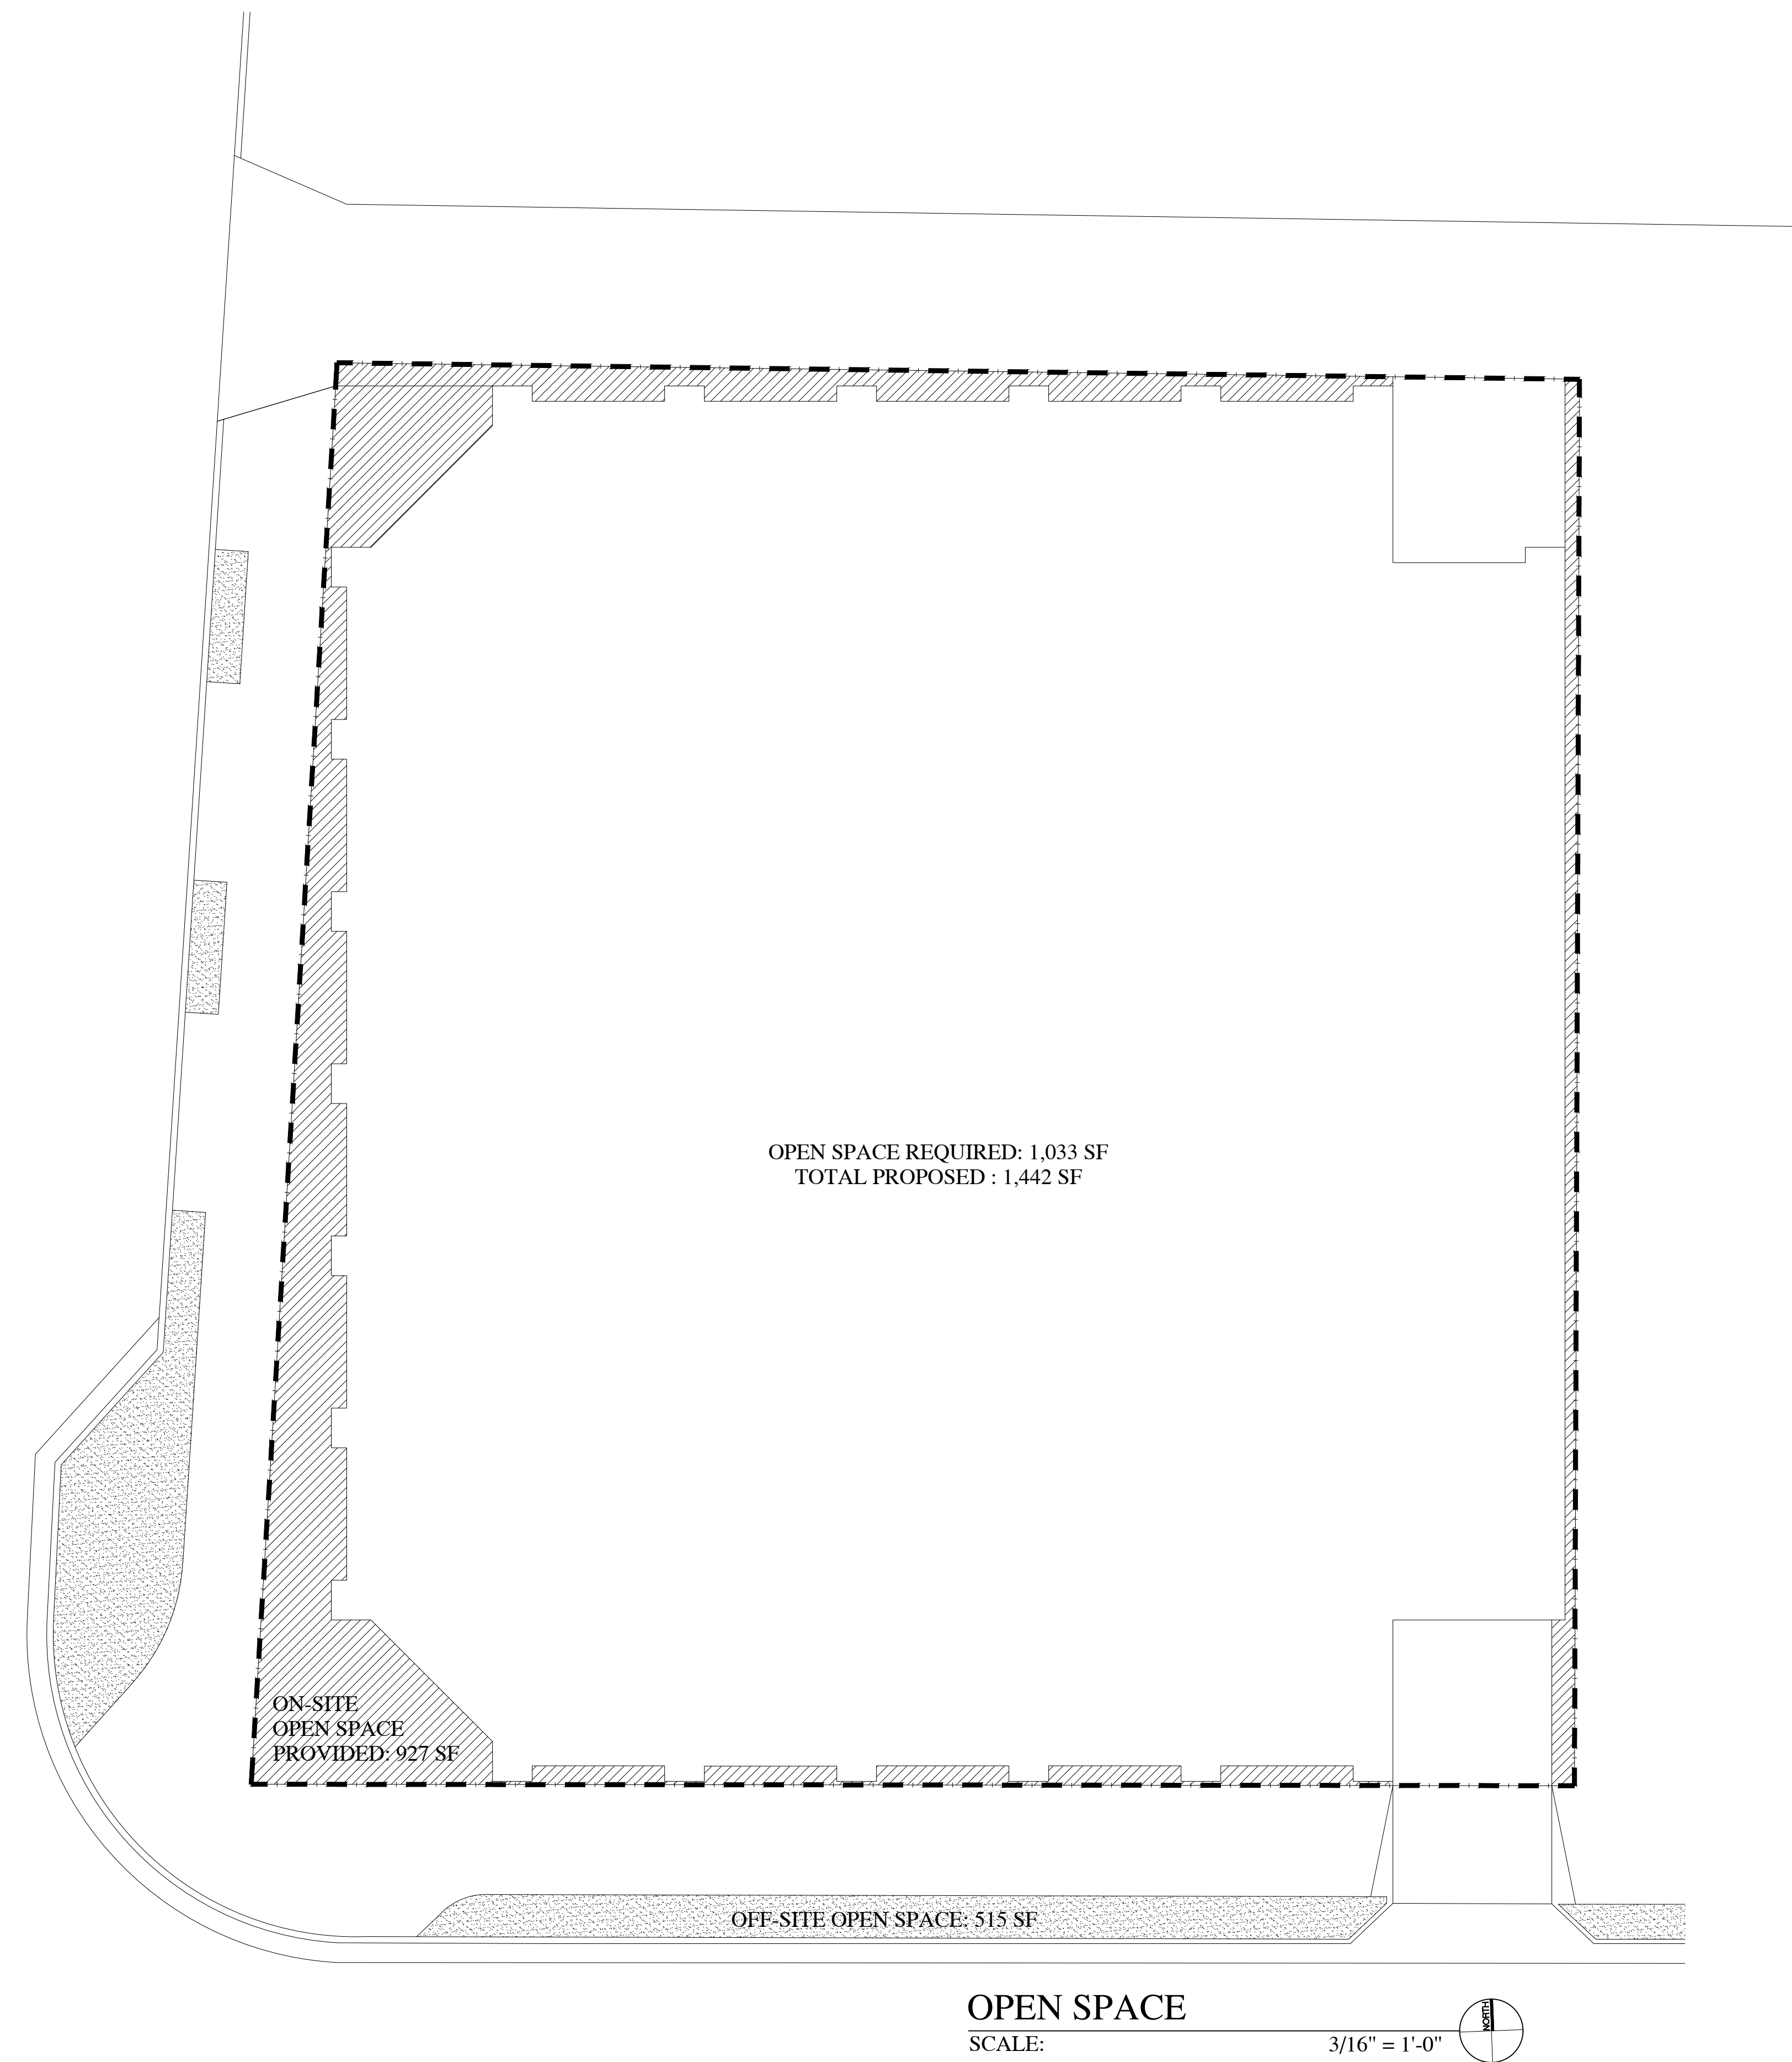 OPEN SPACE REQUIRED: 1,033 SF
TOTAL PROPOSED : 1,442 SF
ON-SITE
OPEN SPACE
PROVIDED: 927 SF
OFF-SITE OPEN SPACE: 515 SF
OPEN SPACE
SCALE: 3/16" = 1'-0"
NORTH